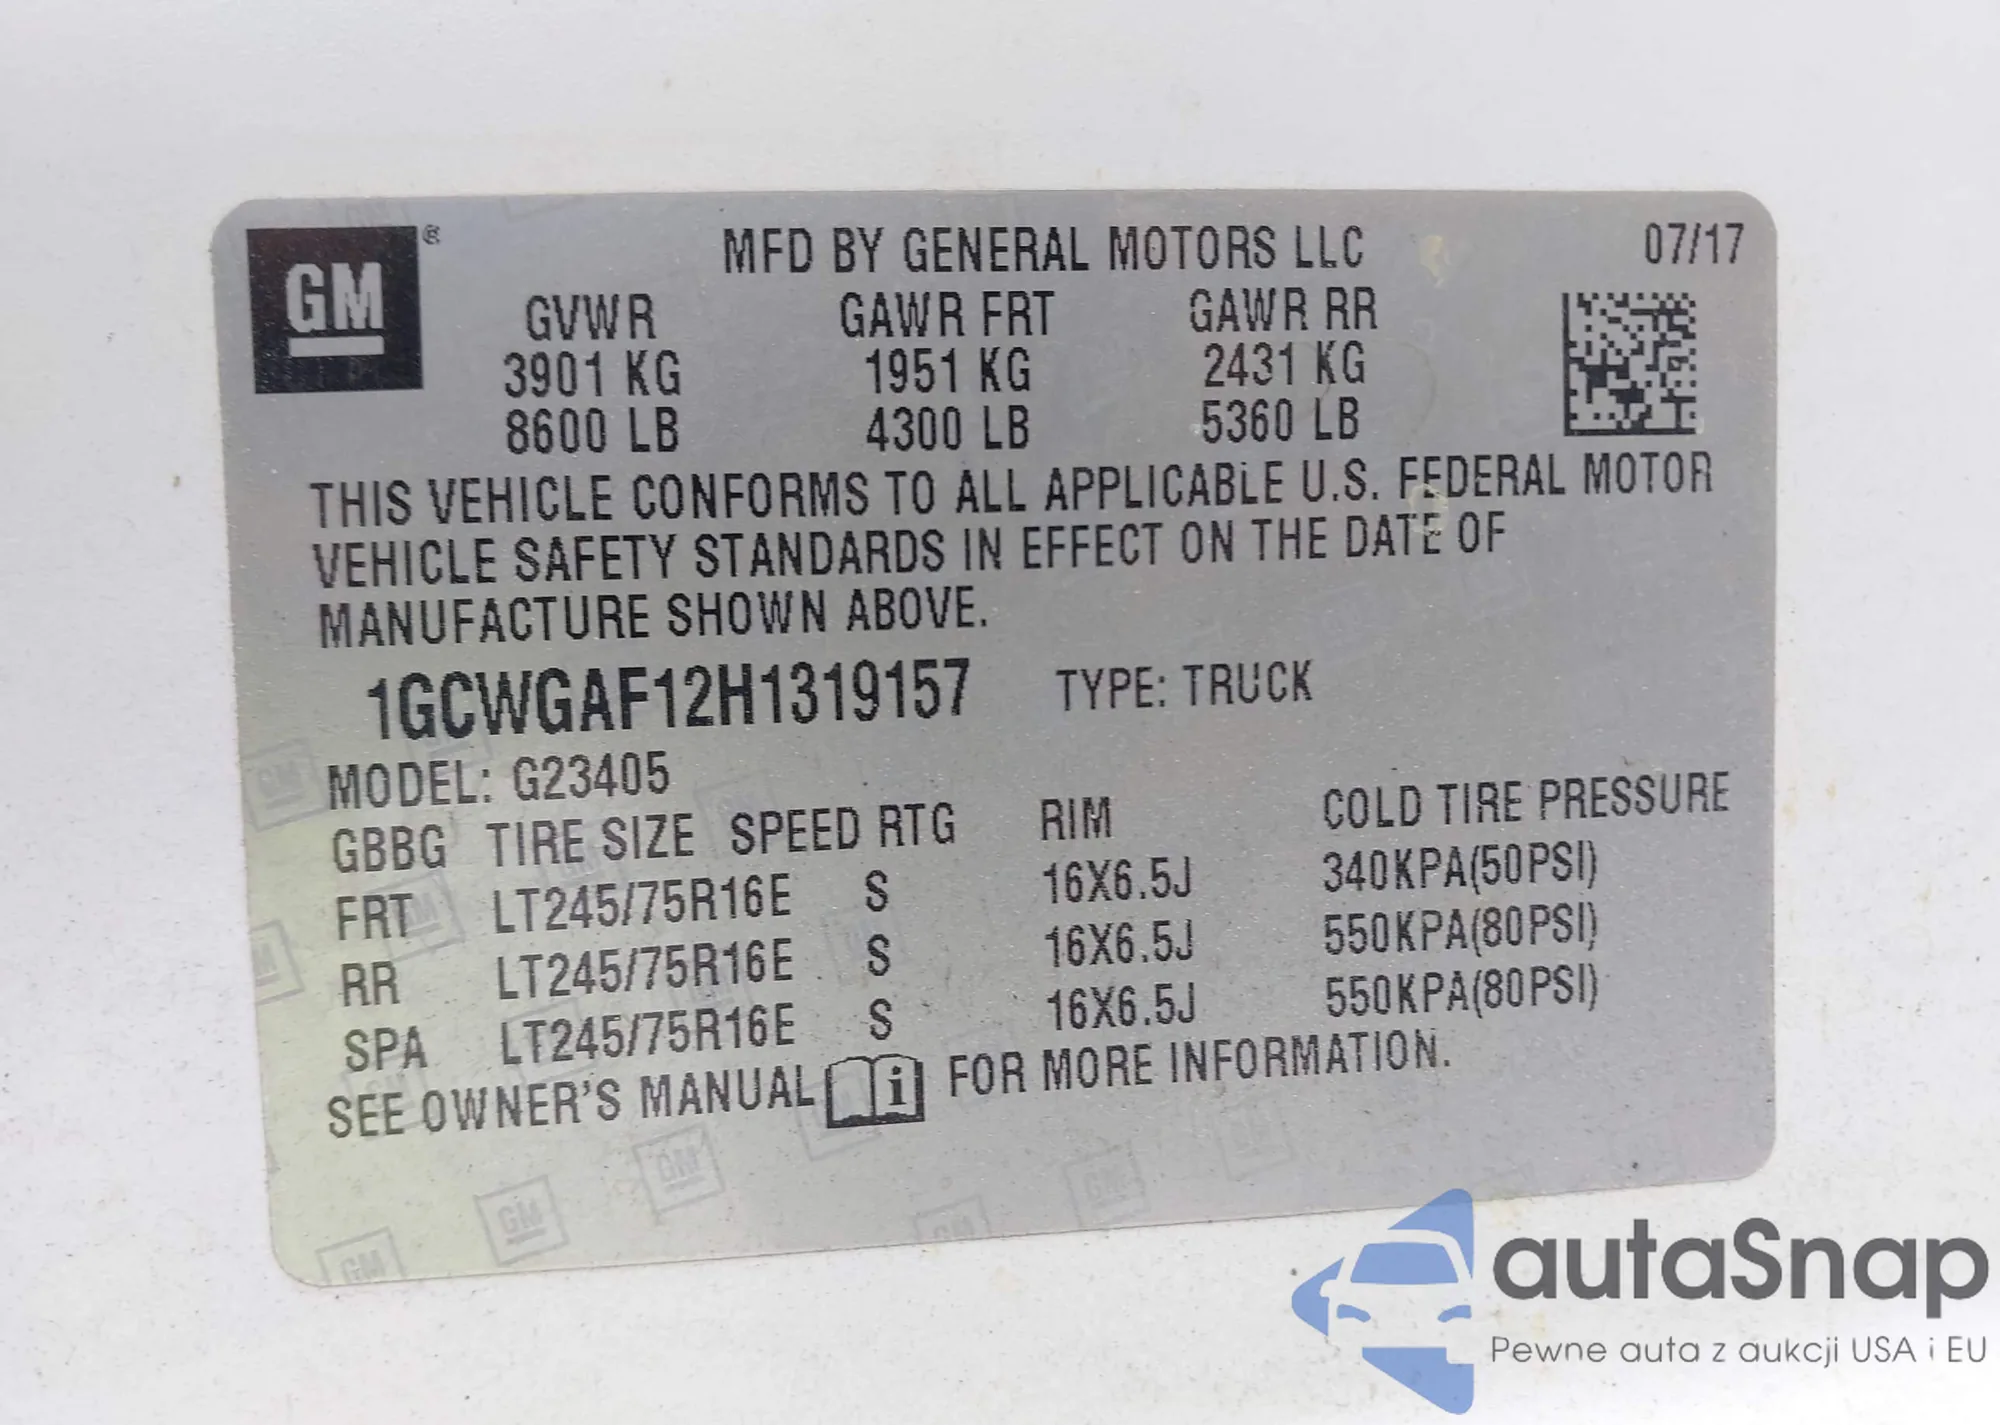 GM®
MFD BY GENERAL MOTORS LLC 07/17
GVWR GAWR FRT GAWR RR
3901 KG 1951 KG 2431 KG
8600 LB 4300 LB 5360 LB
THIS VEHICLE CONFORMS TO ALL APPLICABLE U.S. FEDERAL MOTOR
VEHICLE SAFETY STANDARDS IN EFFECT ON THE DATE OF
MANUFACTURE SHOWN ABOVE.
1GCWGAF12H1319157 TYPE: TRUCK
MODEL: G23405
GBBG TIRE SIZE SPEED RTG RIM COLD TIRE PRESSURE
FRT LT245/75R16E S 16X6.5J 340KPA(50PSI)
RR LT245/75R16E S 16X6.5J 550KPA(80PSI)
SPA LT245/75R16E S 16X6.5J 550KPA(80PSI)
SEE OWNER'S MANUAL i FOR MORE INFORMATION.
autaSnap
Pewne auta z aukcji USA i EU